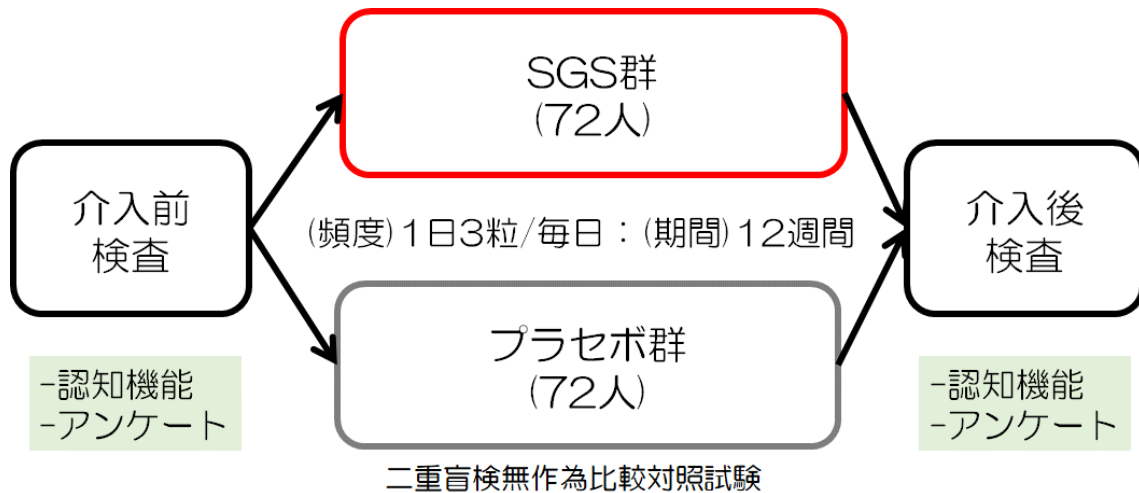 SGS群
(72人)
介入前
検査
(頻度)1日3粒/毎日:(期間)12週間
介入後
検査
プラセボ群
(72人)
-認知機能
-アンケート
-認知機能
-アンケート
二重盲検無作為比較対照試験